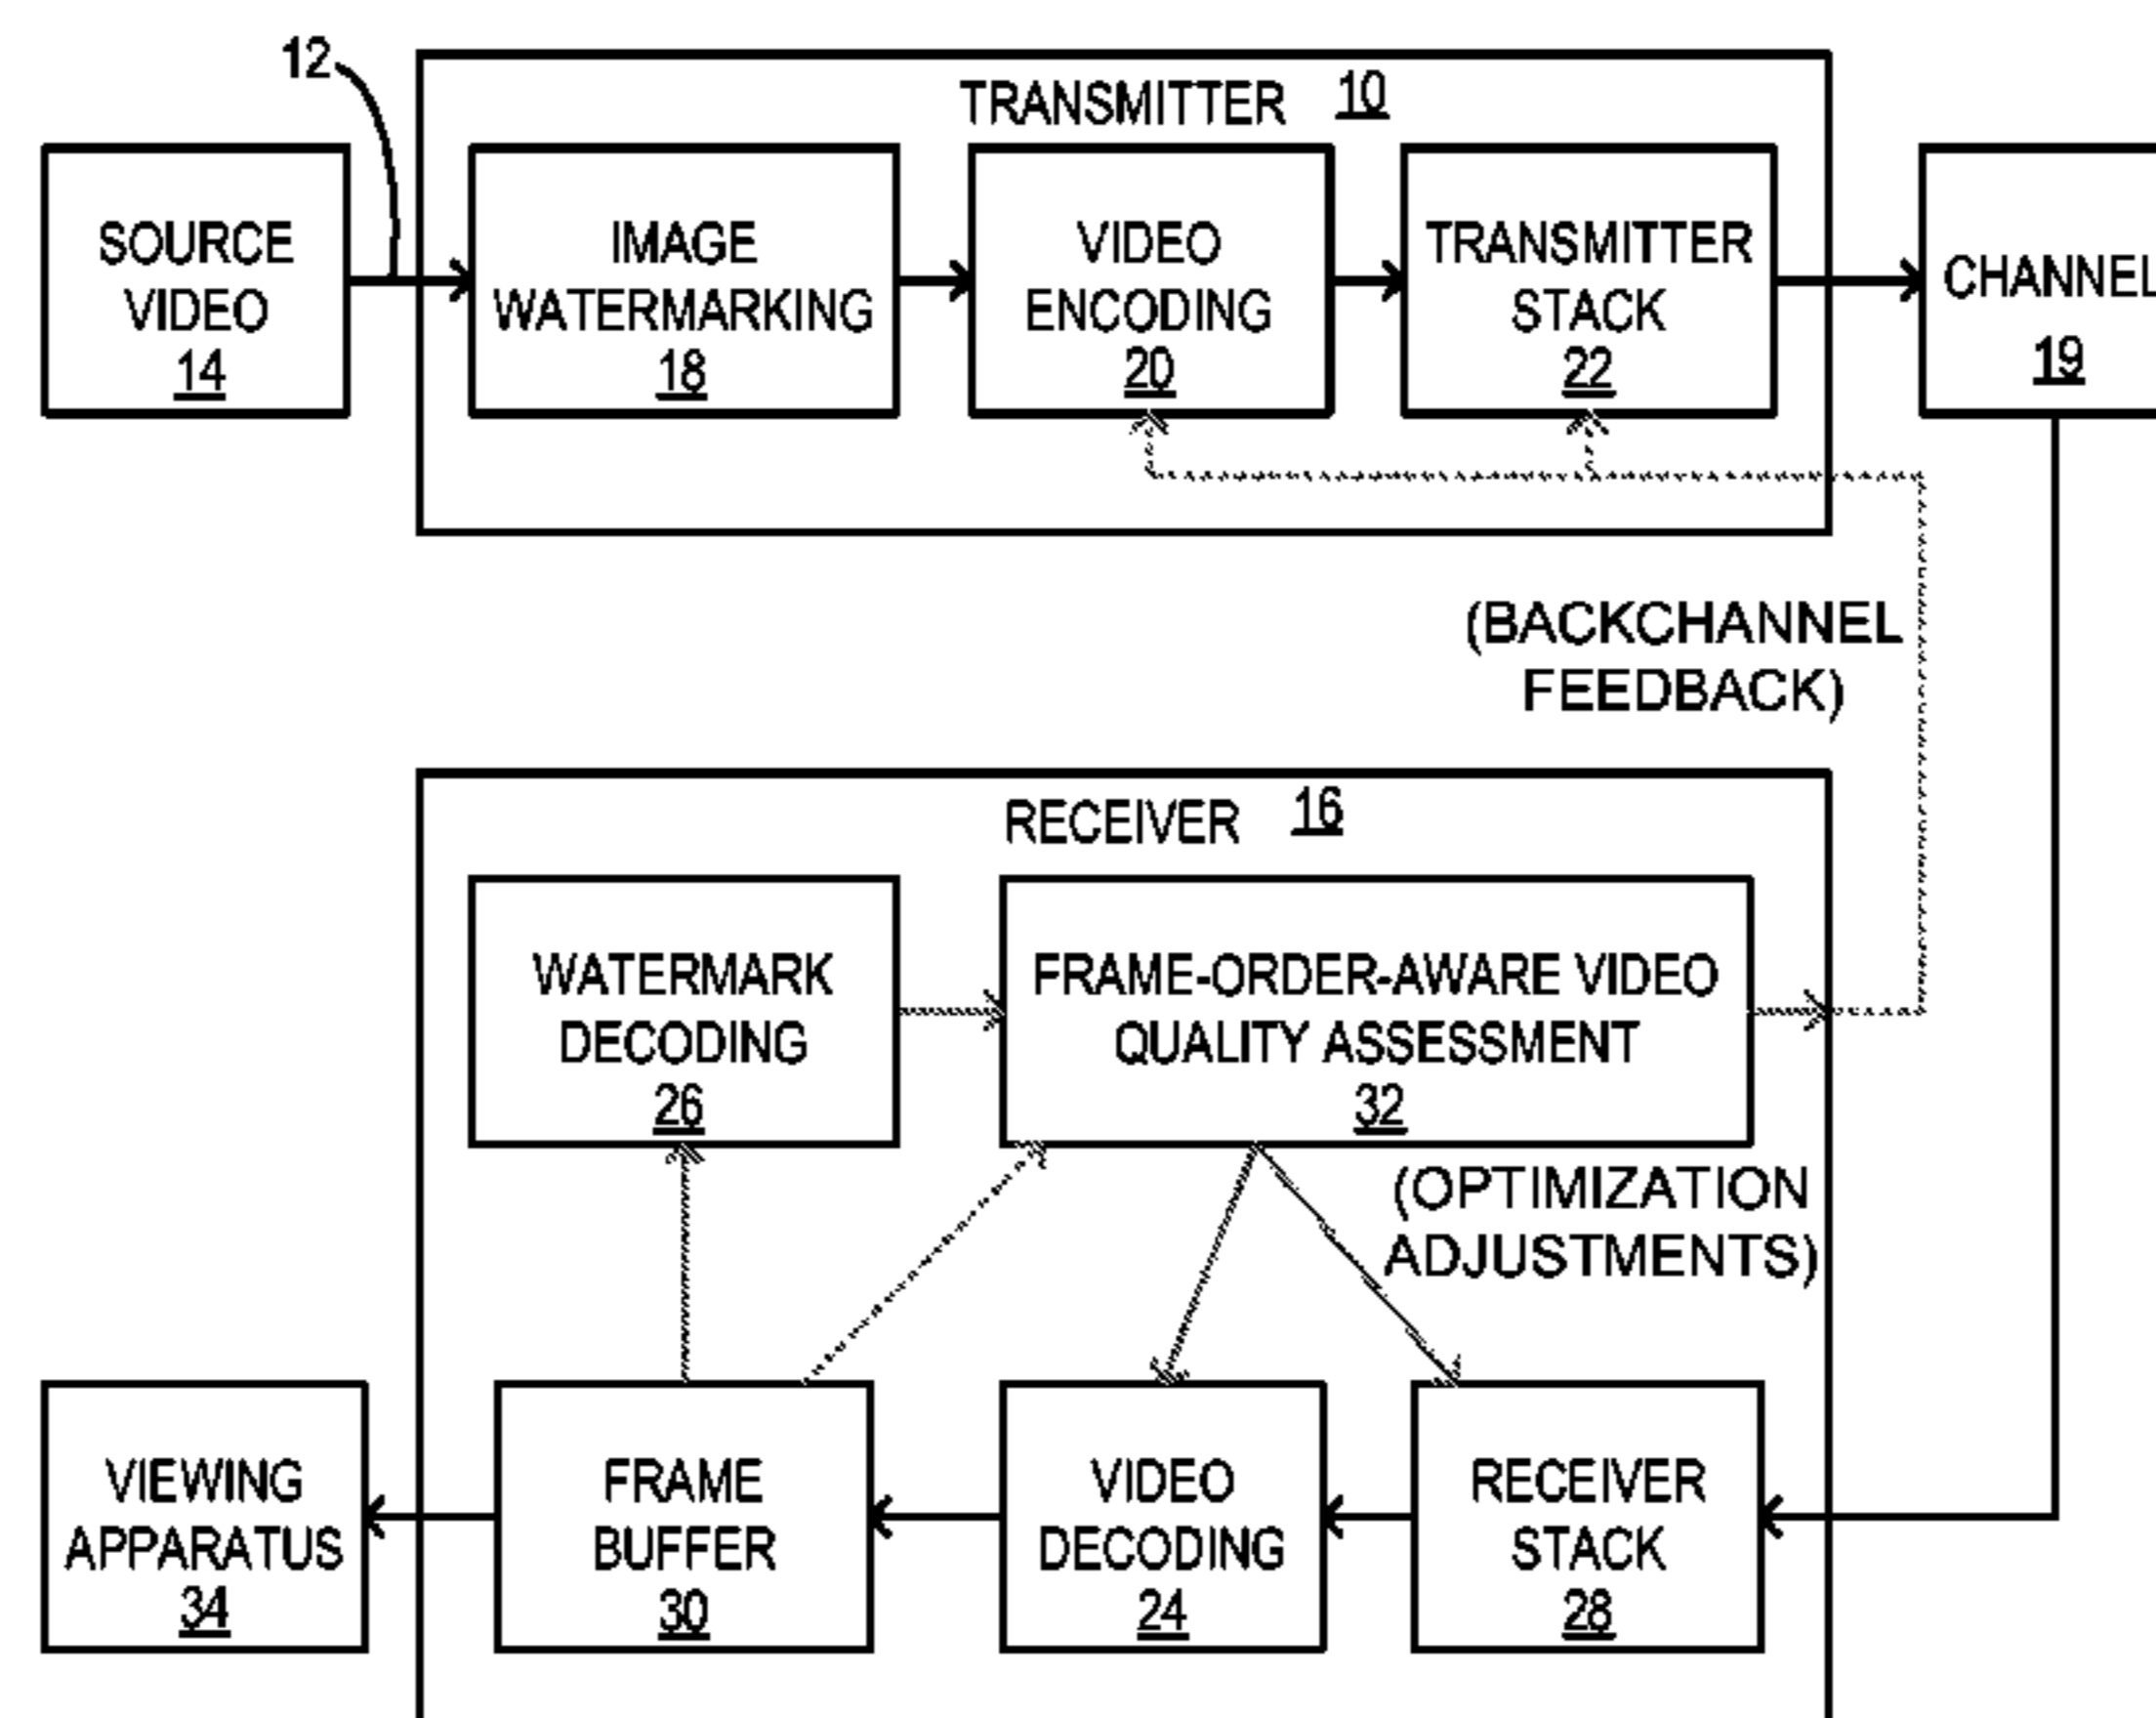 12
TRANSMITTER 10
SOURCE
VIDEO
14
IMAGE
WATERMARKING
18
VIDEO
ENCODING
20
TRANSMITTER
STACK
22
CHANNEL
19
(BACKCHANNEL
FEEDBACK)
RECEIVER 16
WATERMARK
DECODING
26
FRAME-ORDER-AWARE VIDEO
QUALITY ASSESSMENT
32
(OPTIMIZATION
ADJUSTMENTS)
VIEWING
APPARATUS
34
FRAME
BUFFER
30
VIDEO
DECODING
24
RECEIVER
STACK
28